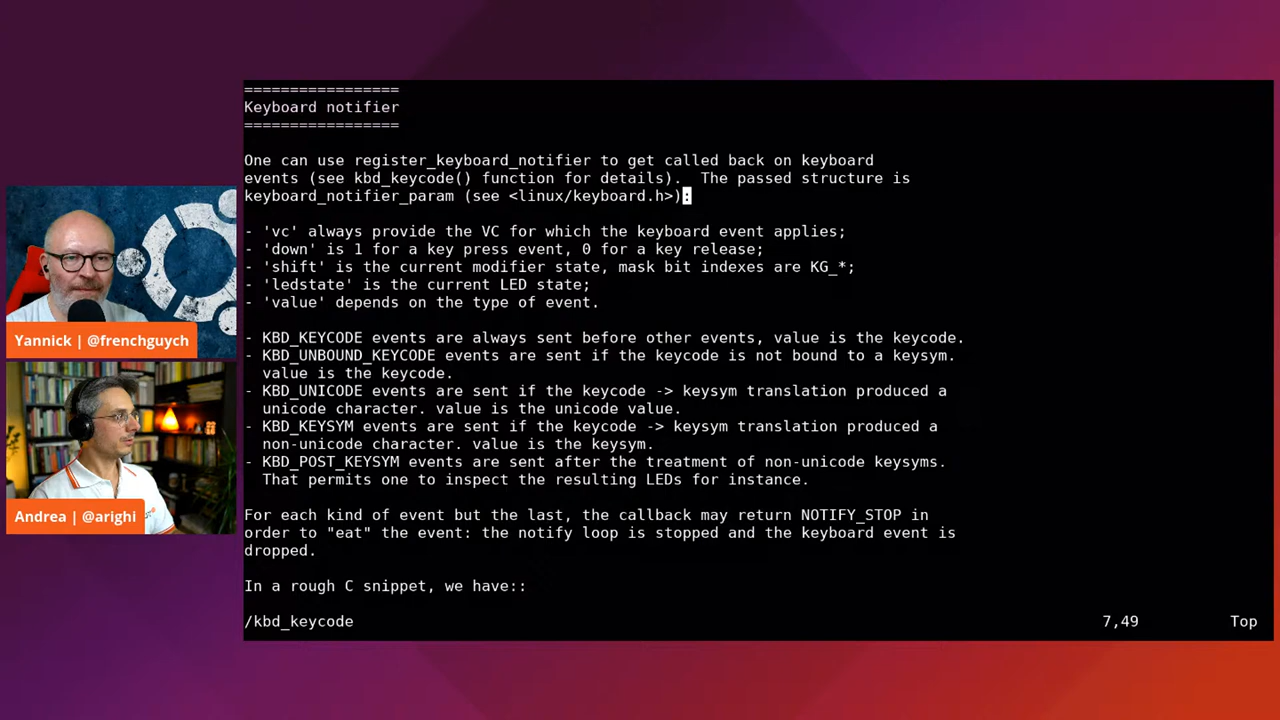 =================
Keyboard notifier
=================
One can use register_keyboard_notifier to get called back on keyboard
events (see kbd_keycode() function for details).  The passed structure is
keyboard_notifier_param (see <linux/keyboard.h>):
- 'vc' always provide the VC for which the keyboard event applies;
- 'down' is 1 for a key press event, 0 for a key release;
- 'shift' is the current modifier state, mask bit indexes are KG_*;
- 'ledstate' is the current LED state;
- 'value' depends on the type of event.
- KBD_KEYCODE events are always sent before other events, value is the keycode.
- KBD_UNBOUND_KEYCODE events are sent if the keycode is not bound to a keysym.
value is the keycode.
- KBD_UNICODE events are sent if the keycode -> keysym translation produced a
unicode character. value is the unicode value.
- KBD_KEYSYM events are sent if the keycode -> keysym translation produced a
non-unicode character. value is the keysym.
- KBD_POST_KEYSYM events are sent after the treatment of non-unicode keysyms.
That permits one to inspect the resulting LEDs for instance.
For each kind of event but the last, the callback may return NOTIFY_STOP in
order to "eat" the event: the notify loop is stopped and the keyboard event is
dropped.
In a rough C snippet, we have::
/kbd_keycode 7,49 Top
Yannick | @frenchguych
Andrea | @arighi